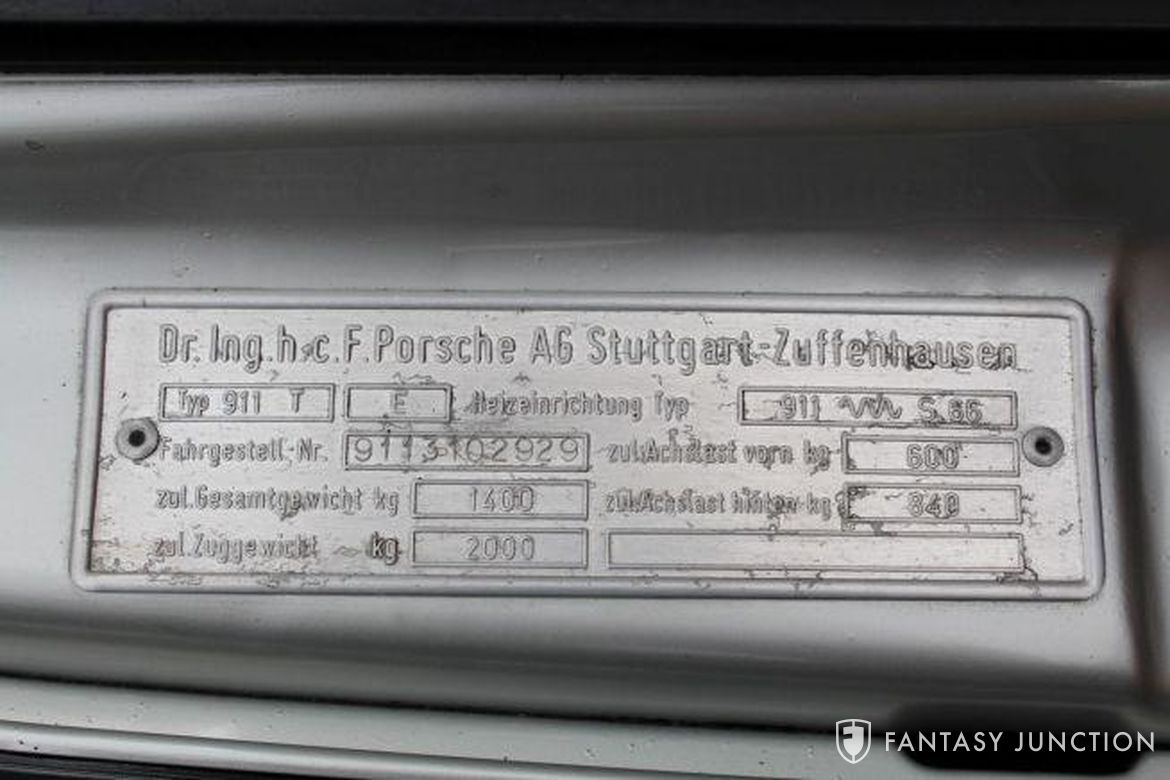 Dr. Ing. h. c. F. Porsche AG Stuttgart-Zuffenhausen
Typ 911 T E Heizeinrichtung Typ 911 S 66
Fahrgestell-Nr. 9113102929 zul. Achslast vorn kg 600
zul. Gesamtgewicht kg 1400 zul. Achslast hinten kg 840
zul. Zuggewicht kg 2000
FANTASY JUNCTION